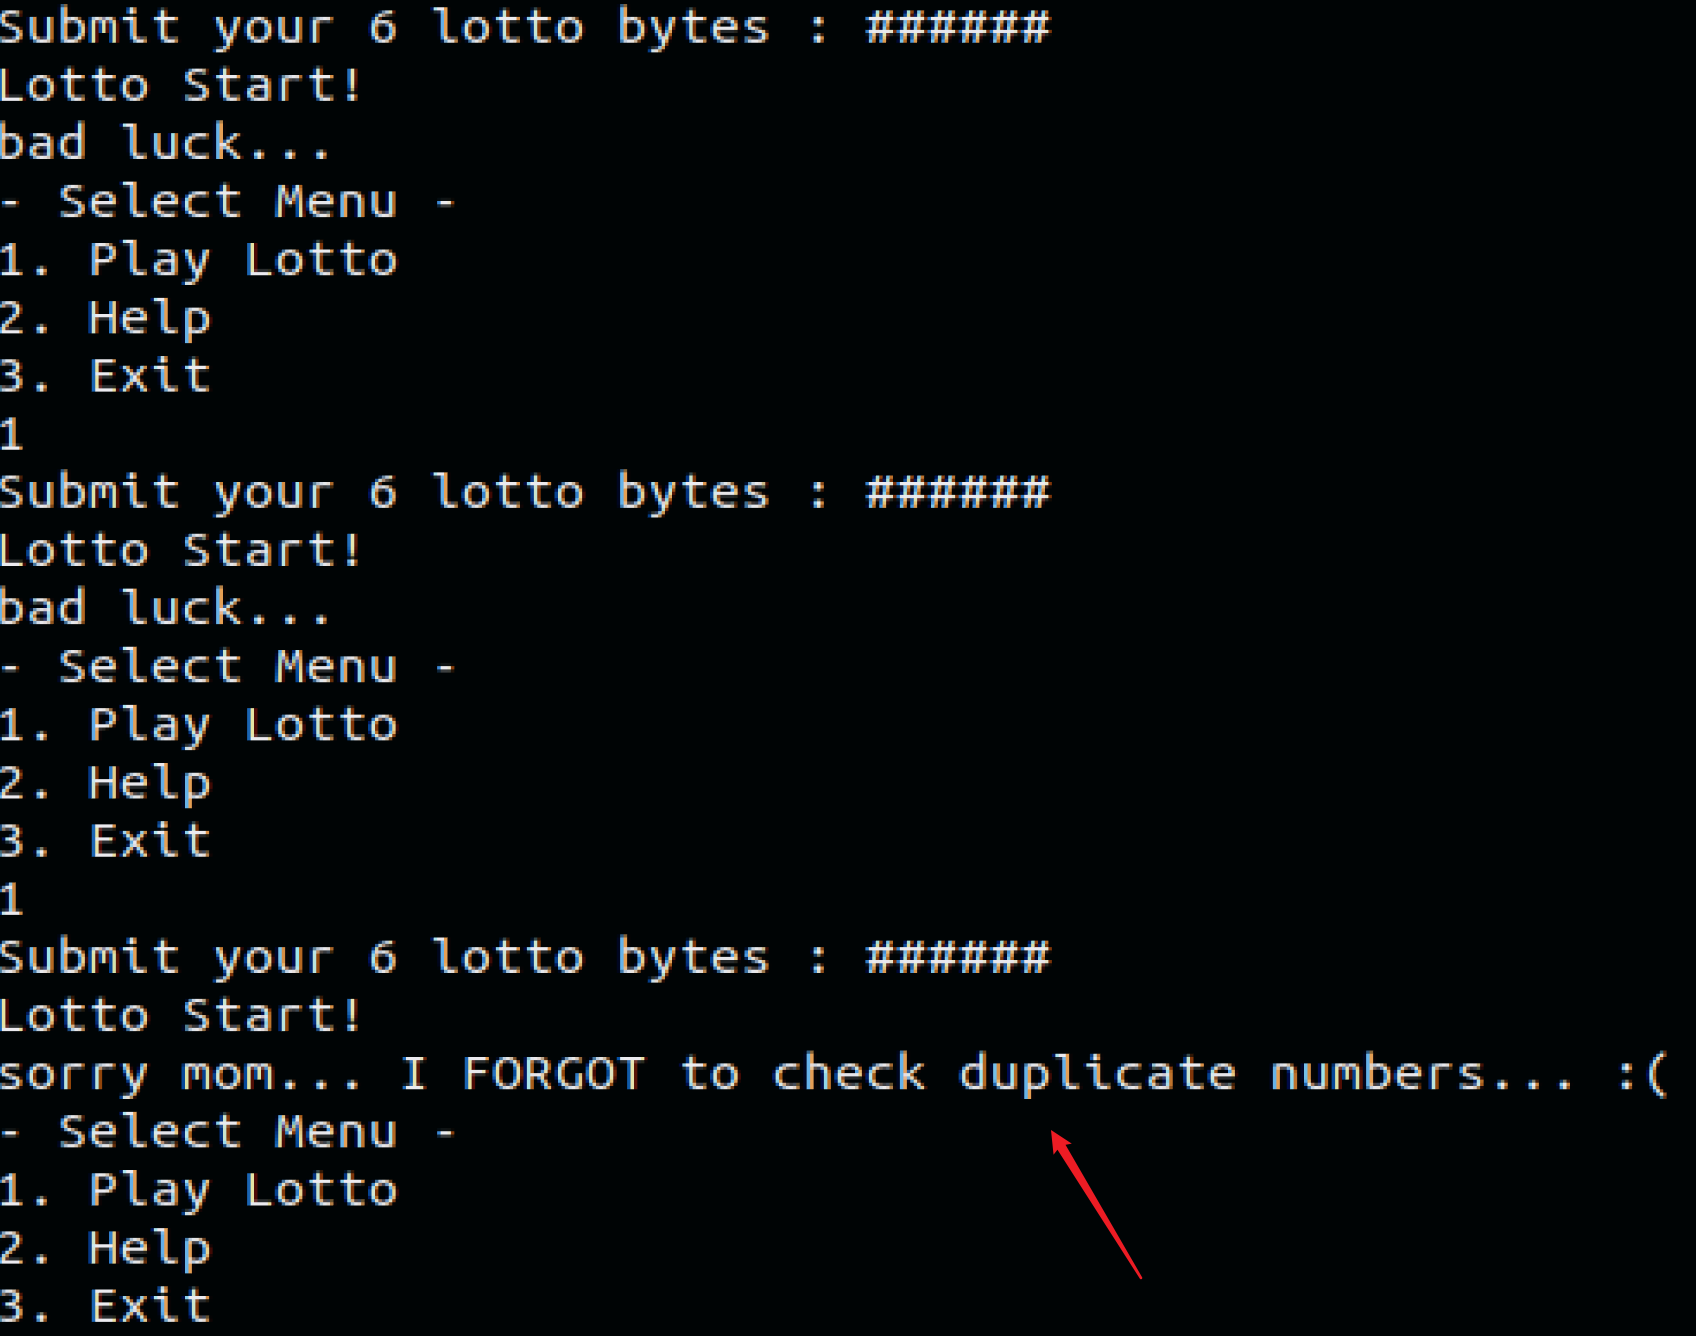 Submit your 6 lotto bytes : ######
Lotto Start!
bad luck...
- Select Menu -
1. Play Lotto
2. Help
3. Exit
1
Submit your 6 lotto bytes : ######
Lotto Start!
bad luck...
- Select Menu -
1. Play Lotto
2. Help
3. Exit
1
Submit your 6 lotto bytes : ######
Lotto Start!
sorry mom... I FORGOT to check duplicate numbers... :(
- Select Menu -
1. Play Lotto
2. Help
3. Exit